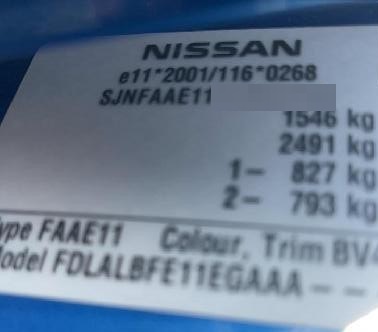 NISSAN
e11*2001/116*0268
SJNFAAE11
1546 kg
2491 kg
1- 827 kg
2- 793 kg
ype FAAE11 Colour, Trim BV4
odel FDLALBFE11EGAAA - -